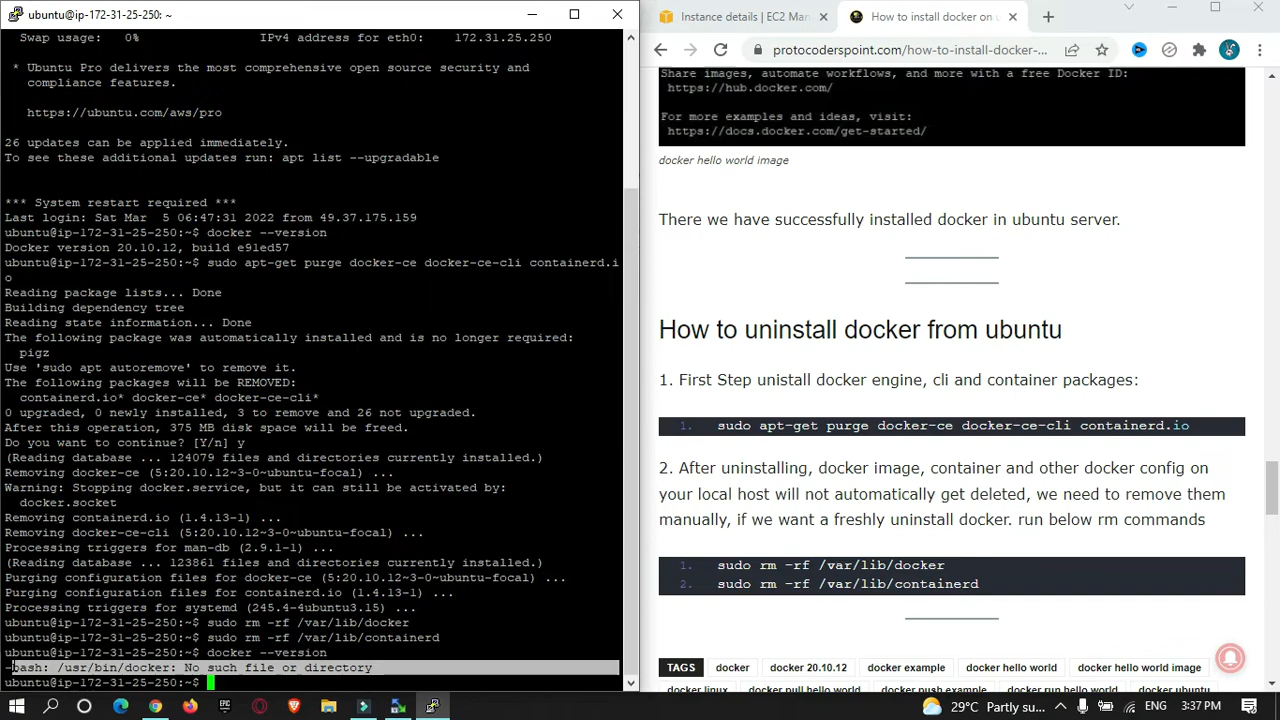 ubuntu@ip-172-31-25-250: ~
Swap usage: 0% IPv4 address for eth0: 172.31.25.250
* Ubuntu Pro delivers the most comprehensive open source security and
compliance features.
https://ubuntu.com/aws/pro
26 updates can be applied immediately.
To see these additional updates run: apt list --upgradable
*** System restart required ***
Last login: Sat Mar 5 06:47:31 2022 from 49.37.175.159
ubuntu@ip-172-31-25-250:~$ docker --version
Docker version 20.10.12, build e91ed57
ubuntu@ip-172-31-25-250:~$ sudo apt-get purge docker-ce docker-ce-cli containerd.i
o
Reading package lists... Done
Building dependency tree
Reading state information... Done
The following package was automatically installed and is no longer required:
pigz
Use 'sudo apt autoremove' to remove it.
The following packages will be REMOVED:
containerd.io* docker-ce* docker-ce-cli*
0 upgraded, 0 newly installed, 3 to remove and 26 not upgraded.
After this operation, 375 MB disk space will be freed.
Do you want to continue? [Y/n] y
(Reading database ... 124079 files and directories currently installed.)
Removing docker-ce (5:20.10.12~3-0~ubuntu-focal) ...
Warning: Stopping docker.service, but it can still be activated by:
docker.socket
Removing containerd.io (1.4.13-1) ...
Removing docker-ce-cli (5:20.10.12~3-0~ubuntu-focal) ...
Processing triggers for man-db (2.9.1-1) ...
(Reading database ... 123861 files and directories currently installed.)
Purging configuration files for docker-ce (5:20.10.12~3-0~ubuntu-focal) ...
Purging configuration files for containerd.io (1.4.13-1) ...
Processing triggers for systemd (245.4-4ubuntu3.15) ...
ubuntu@ip-172-31-25-250:~$ sudo rm -rf /var/lib/docker
ubuntu@ip-172-31-25-250:~$ sudo rm -rf /var/lib/containerd
ubuntu@ip-172-31-25-250:~$ docker --version
-bash: /usr/bin/docker: No such file or directory
ubuntu@ip-172-31-25-250:~$
Instance details | EC2 Man
How to install docker on u
protocoderspoint.com/how-to-install-docker-...
Share images, automate workflows, and more with a free Docker ID:
https://hub.docker.com/
For more examples and ideas, visit:
https://docs.docker.com/get-started/
docker hello world image
There we have successfully installed docker in ubuntu server.
How to uninstall docker from ubuntu
1. First Step unistall docker engine, cli and container packages:
1. sudo apt-get purge docker-ce docker-ce-cli containerd.io
2. After uninstalling, docker image, container and other docker config on
your local host will not automatically get deleted, we need to remove them
manually, if we want a freshly uninstall docker. run below rm commands
1. sudo rm -rf /var/lib/docker
2. sudo rm -rf /var/lib/containerd
TAGS docker docker 20.10.12 docker example docker hello world docker hello world image
docker linux docker pull hello world docker push example docker run hello world docker ubuntu
EPIC
29°C Partly su... ENG 3:37 PM